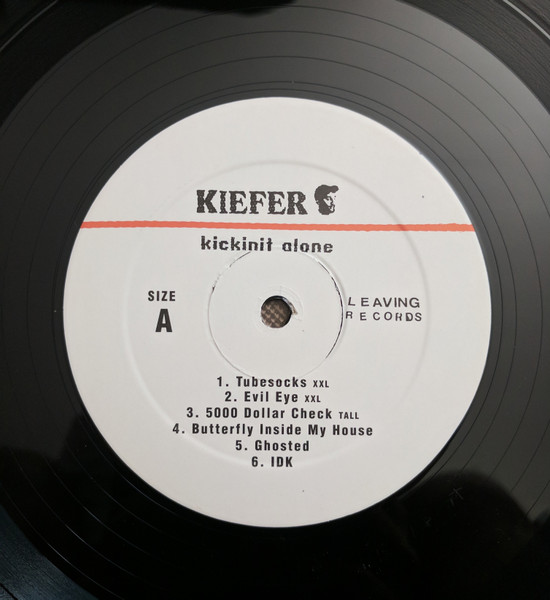 KIEFER
kickinit alone
SIZE
A
LEAVING
RECORDS
1. Tubesocks XXL
2. Evil Eye XXL
3. 5000 Dollar Check TALL
4. Butterfly Inside My House
5. Ghosted
6. IDK